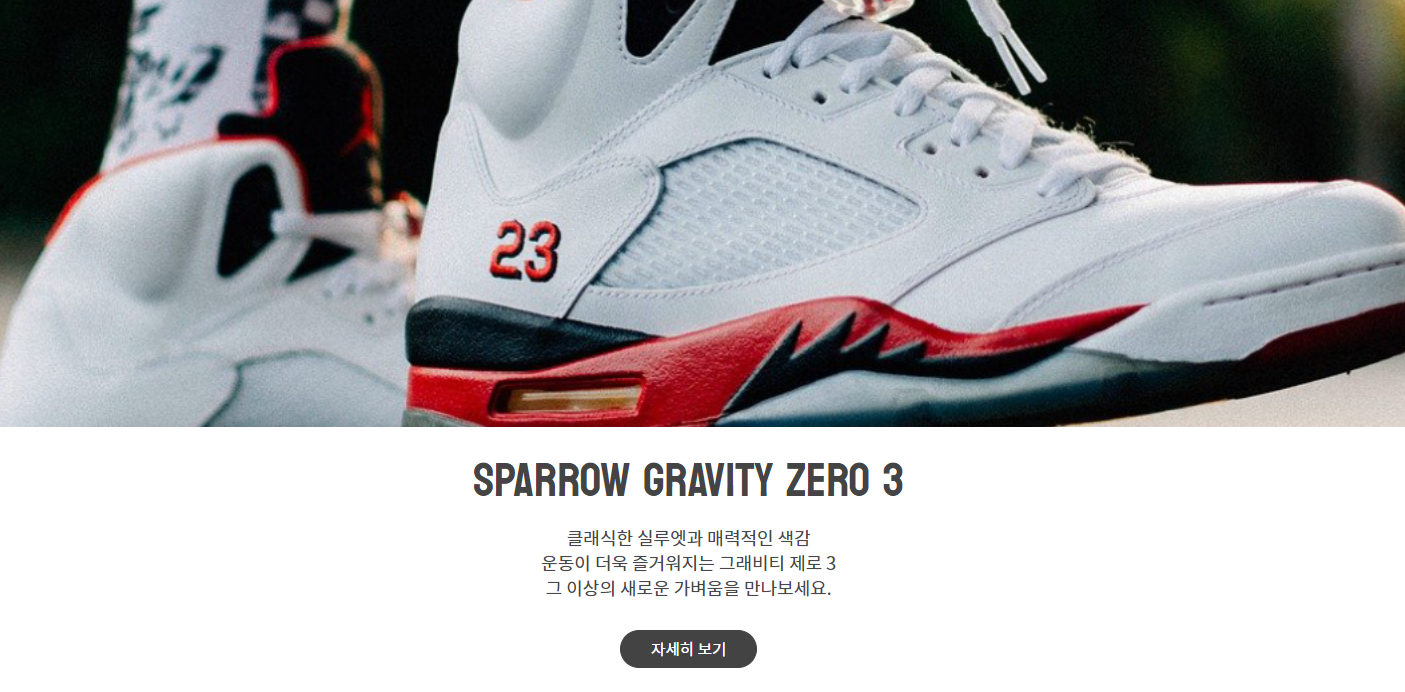 23
SPARROW GRAVITY ZERO 3
클래식한 실루엣과 매력적인 색감
운동이 더욱 즐거워지는 그래비티 제로 3
그 이상의 새로운 가벼움을 만나보세요.
자세히 보기